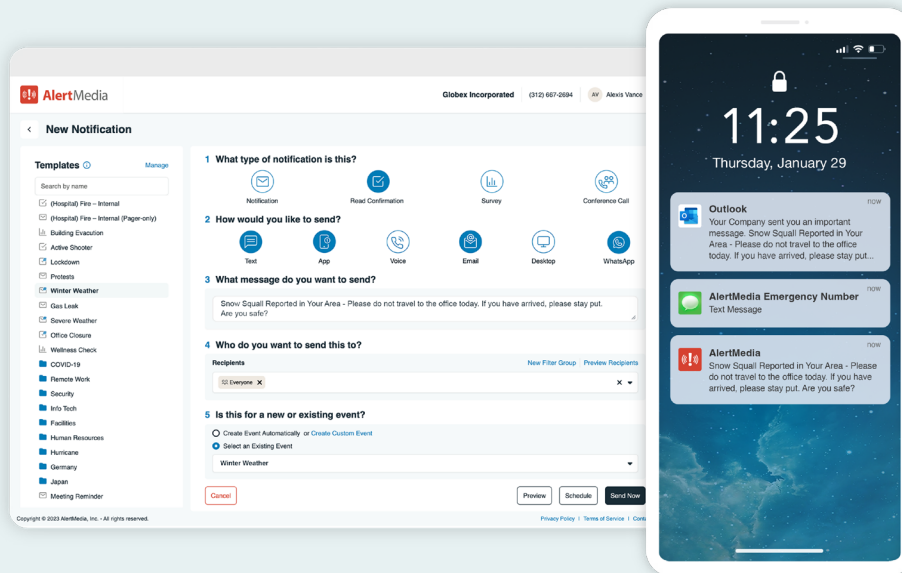 AlertMedia
Globex Incorporated
(312) 667-2694
AV
Alexis Vance
New Notification
Templates
Manage
Search by name
(Hospital) Fire – Internal
(Hospital) Fire – Internal (Pager-only)
Building Evacution
Active Shooter
Lockdown
Protests
Winter Weather
Gas Leak
Severe Weather
Office Closure
Wellness Check
COVID-19
Remote Work
Security
Info Tech
Facilities
Human Resources
Hurricane
Germany
Japan
Meeting Reminder
1 What type of notification is this?
Notification
Read Confirmation
Survey
Conference Call
2 How would you like to send?
Text
App
Voice
Email
Desktop
WhatsApp
3 What message do you want to send?
Snow Squall Reported in Your Area - Please do not travel to the office today. If you have arrived, please stay put.
Are you safe?
4 Who do you want to send this to?
Recipients
New Filter Group
Preview Recipients
Everyone X
5 Is this for a new or existing event?
Create Event Automatically or Create Custom Event
Select an Existing Event
Winter Weather
Cancel
Preview
Schedule
Send Now
Copyright © 2023 AlertMedia, Inc. - All rights reserved.
Privacy Policy | Terms of Service |
11:25
Thursday, January 29
Outlook
now
Your Company sent you an important
message. Snow Squall Reported in Your
Area - Please do not travel to the office
today. If you have arrived, please stay put...
AlertMedia Emergency Number
now
Text Message
AlertMedia
now
Snow Squall Reported in Your Area - Please
do not travel to the office today. If you have
arrived, please stay put. Are you safe?